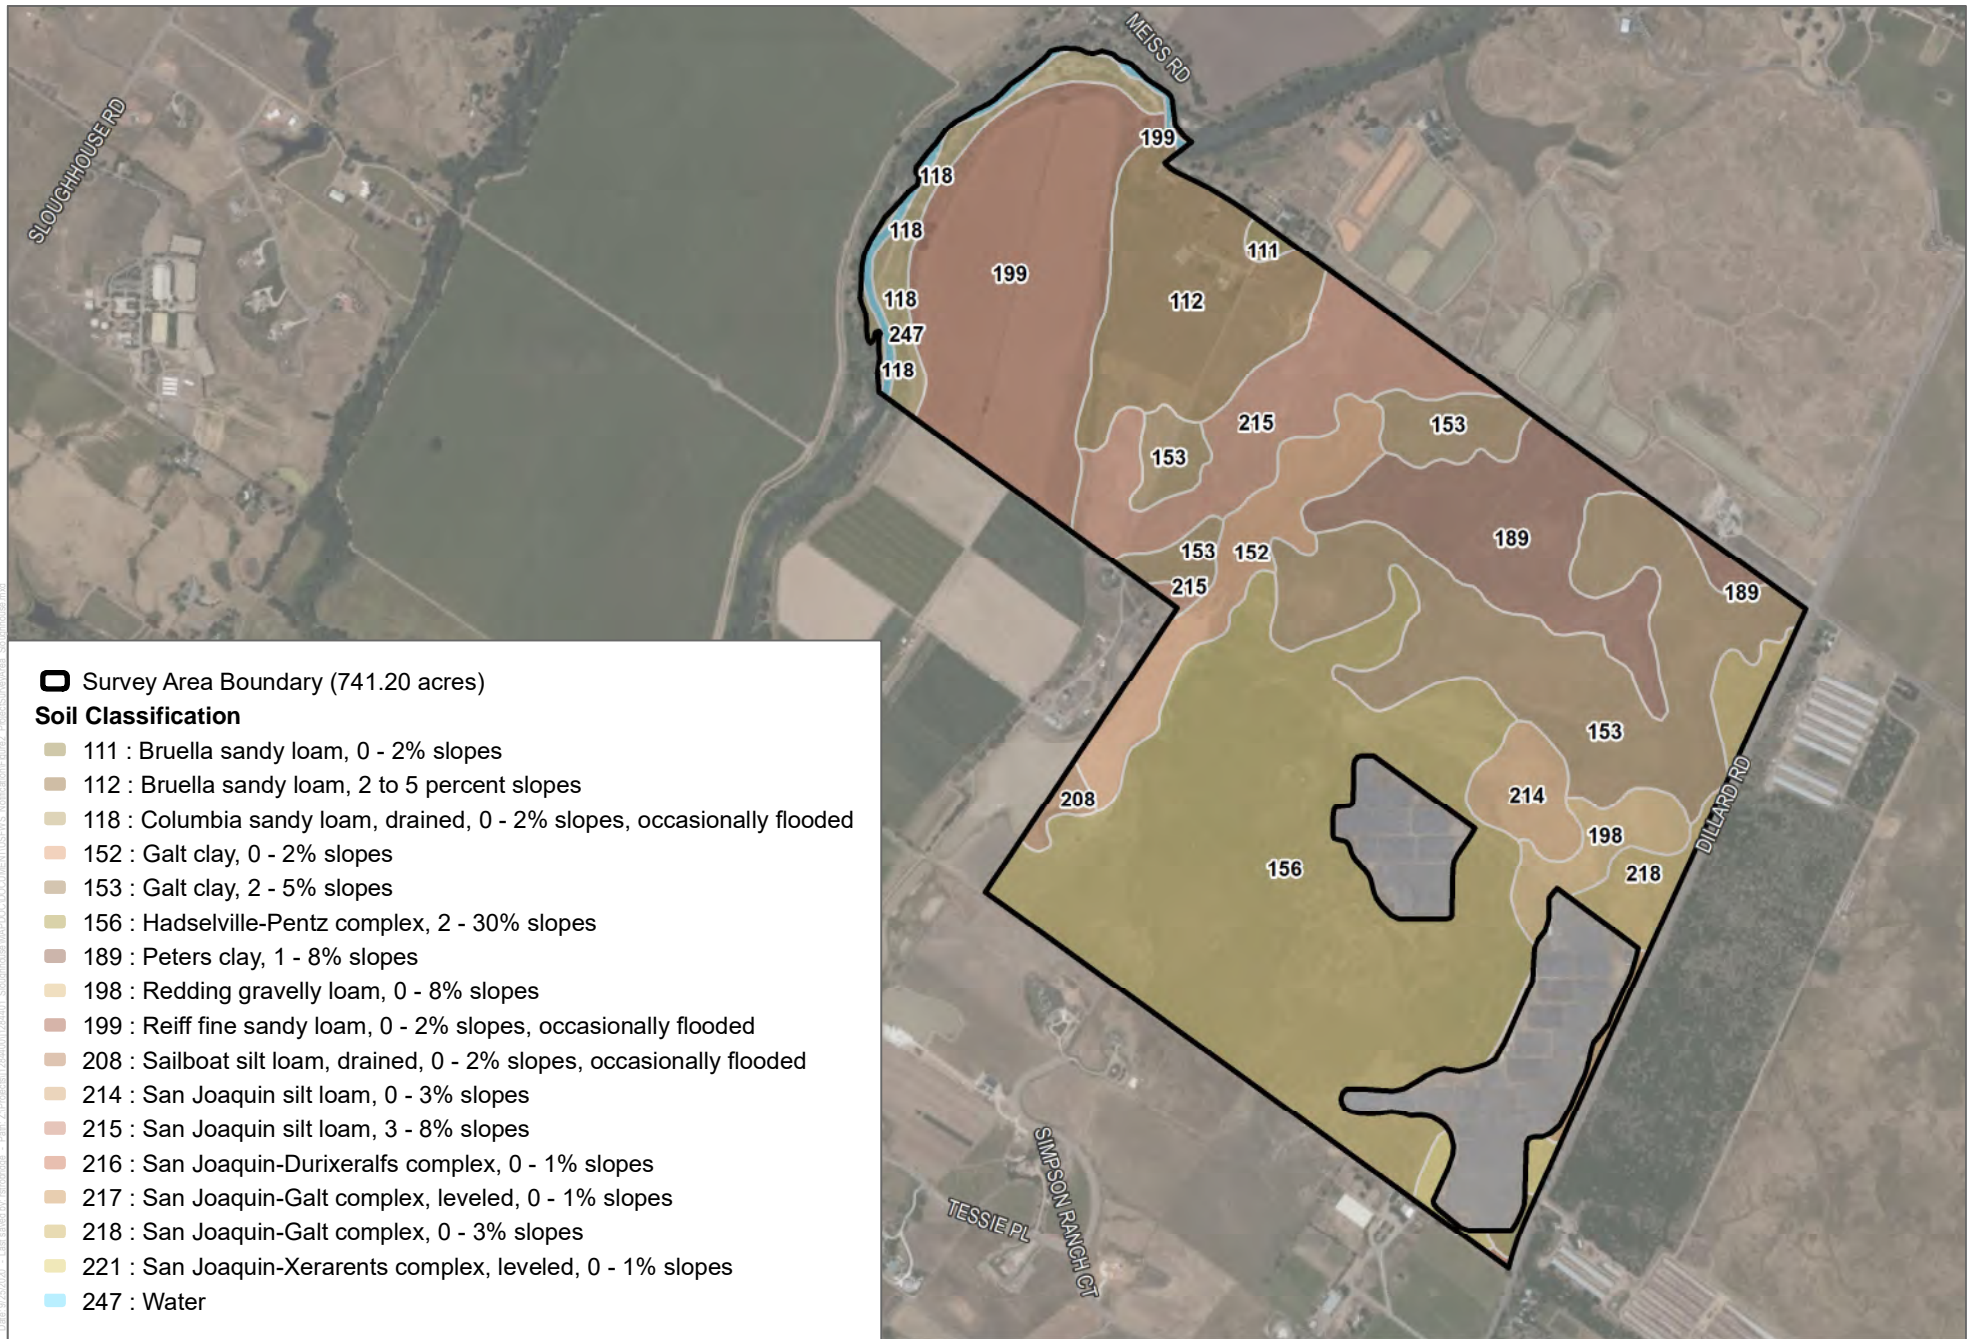 MEISS RD
SLOUGHHOUSE RD
199
118
118
111
199
112
118
247
118
215
153
153
189
153
152
215
189
153
214
208
198
156
218
DILLARD RD
SIMPSON RANCH CT
TESSIE PL
Survey Area Boundary (741.20 acres)
Soil Classification
111 : Bruella sandy loam, 0 - 2% slopes
112 : Bruella sandy loam, 2 to 5 percent slopes
118 : Columbia sandy loam, drained, 0 - 2% slopes, occasionally flooded
152 : Galt clay, 0 - 2% slopes
153 : Galt clay, 2 - 5% slopes
156 : Hadselville-Pentz complex, 2 - 30% slopes
189 : Peters clay, 1 - 8% slopes
198 : Redding gravelly loam, 0 - 8% slopes
199 : Reiff fine sandy loam, 0 - 2% slopes, occasionally flooded
208 : Sailboat silt loam, drained, 0 - 2% slopes, occasionally flooded
214 : San Joaquin silt loam, 0 - 3% slopes
215 : San Joaquin silt loam, 3 - 8% slopes
216 : San Joaquin-Durixeralfs complex, 0 - 1% slopes
217 : San Joaquin-Galt complex, leveled, 0 - 1% slopes
218 : San Joaquin-Galt complex, 0 - 3% slopes
221 : San Joaquin-Xerarents complex, leveled, 0 - 1% slopes
247 : Water